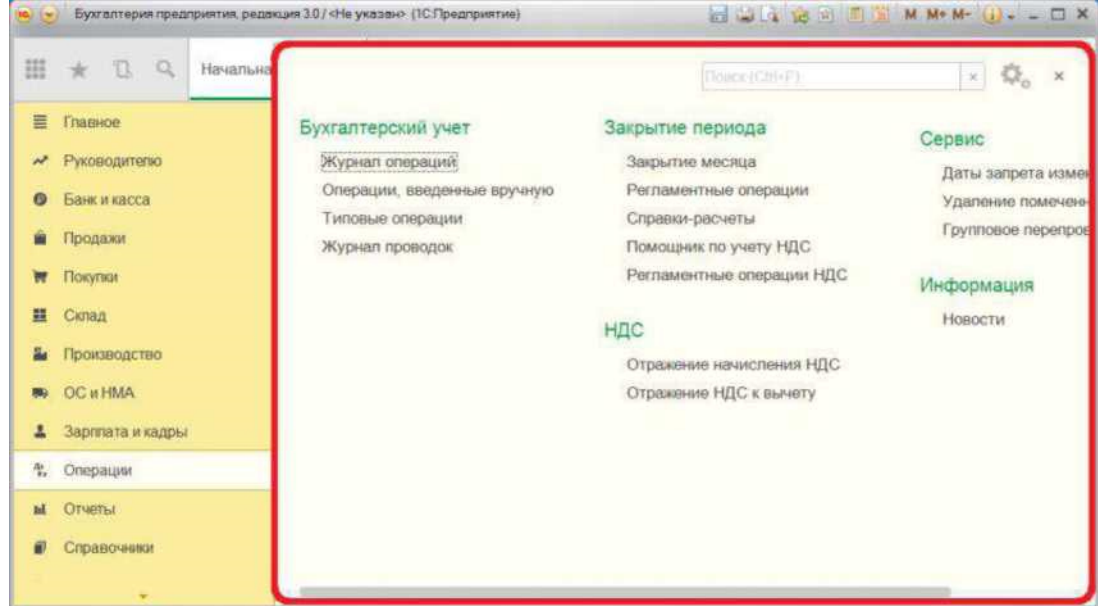 Бухгалтерия предприятия, редакция 3.0 / <Не указан> (1С:Предприятие)
M M+ M-
Начальна
Поиск (Ctrl+F)
Главное
Руководителю
Банк и касса
Продажи
Покупки
Склад
Производство
ОС и НМА
Зарплата и кадры
Операции
Отчеты
Справочники
Бухгалтерский учет
Журнал операций
Операции, введенные вручную
Типовые операции
Журнал проводок
Закрытие периода
Закрытие месяца
Регламентные операции
Справки-расчеты
Помощник по учету НДС
Регламентные операции НДС
НДС
Отражение начисления НДС
Отражение НДС к вычету
Сервис
Даты запрета измен
Удаление помеченн
Групповое перепров
Информация
Новости